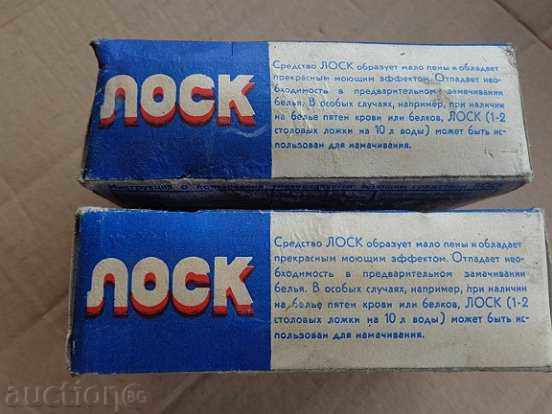 ЛОСК
Средство ЛОСК образует мало пены и обладает
прекрасным моющим эффектом. Отпадает нео-
бходимость в предварительном замачивании
белья. В особых случаях, например, при наличии
на белье пятен крови или белков, ЛОСК (1-2
столовых ложки на 10 л воды) может быть ис-
пользован для намачивания.
ЛОСК
Средство ЛОСК образует мало пены и обладает
прекрасным моющим эффектом. Отпадает нео-
бходимость в предварительном замачивании
белья. В особых случаях, например, при наличии
на белье пятен крови или белков, ЛОСК (1-2
столовых ложки на 10 л воды) может быть ис-
пользован для намачивания.
auction.BG